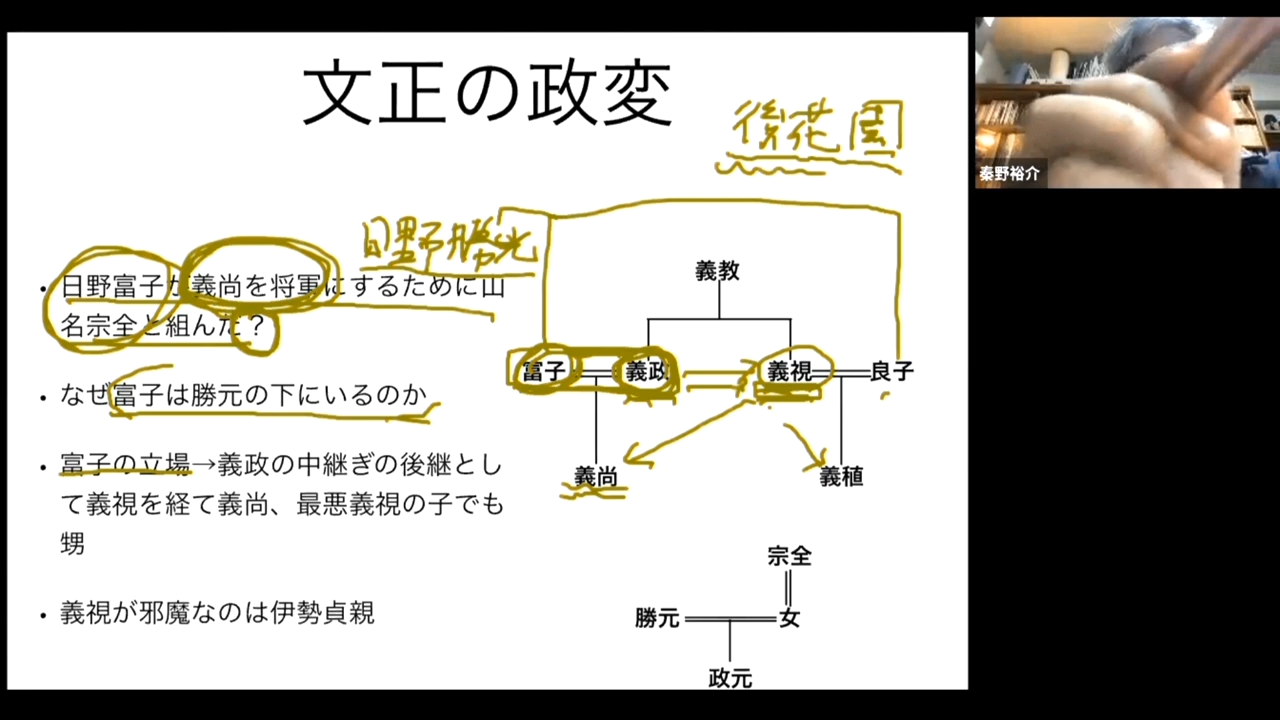 文正の政変
後花園
秦野裕介
日野勝光
• 日野富子が義尚を将軍にするために山
名宗全と組んだ？
• なぜ富子は勝元の下にいるのか
• 富子の立場→義政の中継ぎの後継とし
て義視を経て義尚、最悪義視の子でも
甥
• 義視が邪魔なのは伊勢貞親
義教
富子 義政 義視 良子
義尚 義稙
宗全
勝元 女
政元